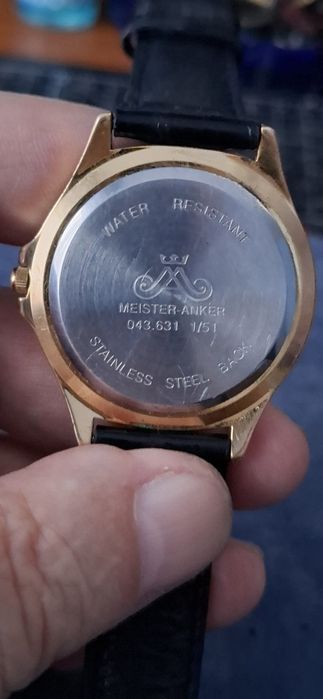 WATER RESISTANT
MEISTER-ANKER
043.631 1/51
STAINLESS STEEL BACK